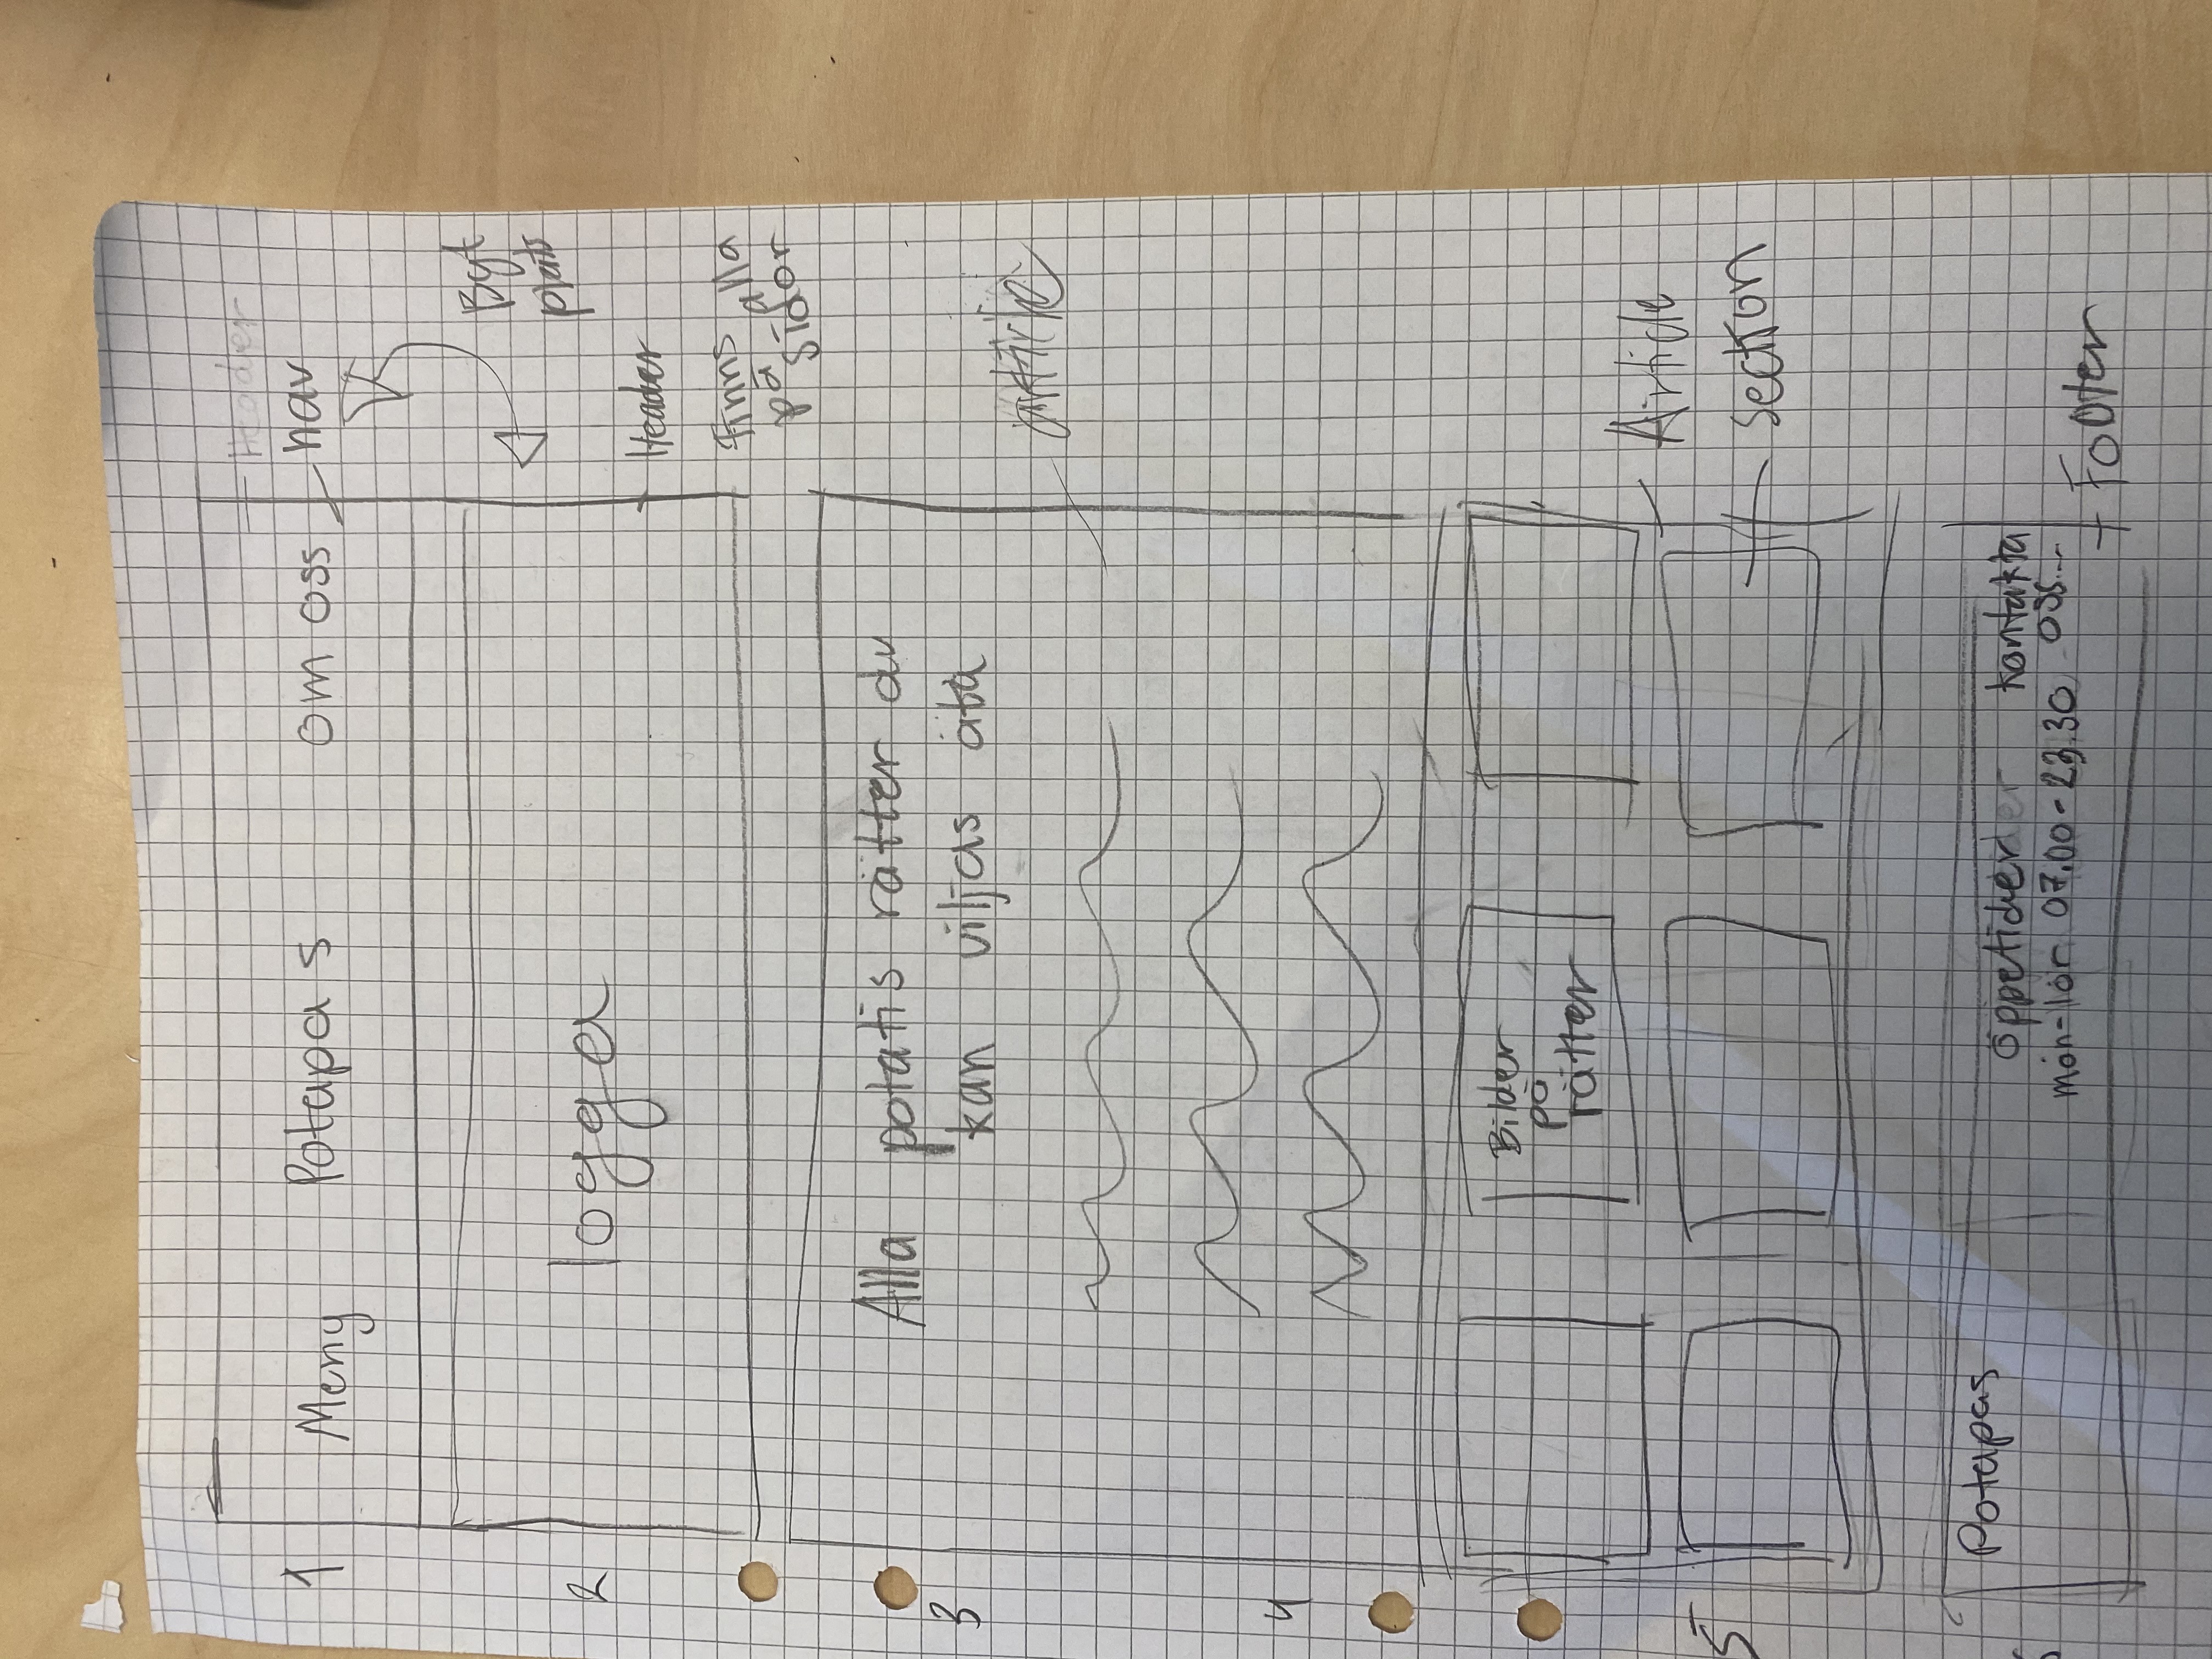 Header
1 Meny Potapas om oss nav
Byt
plats
2 logga
Header
Finns
på alla
sidor
Alla potatis rätter du
3 kan viljas äta
article
4
Bilder
på
rätter
Article
5 section
Potapas
öppetider kontakta
mån-lör 07.00-23.30 oss...
Footer